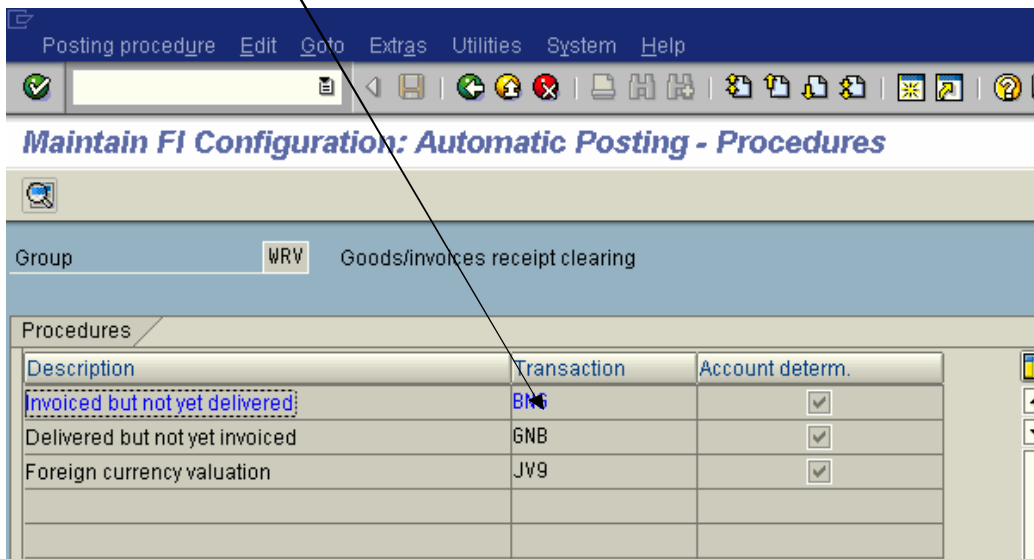 Posting procedure Edit Goto Extras Utilities System Help
Maintain FI Configuration: Automatic Posting - Procedures
Group WRV Goods/invoices receipt clearing
Procedures
Description Transaction Account determ.
Invoiced but not yet delivered BNG
Delivered but not yet invoiced GNB
Foreign currency valuation JV9